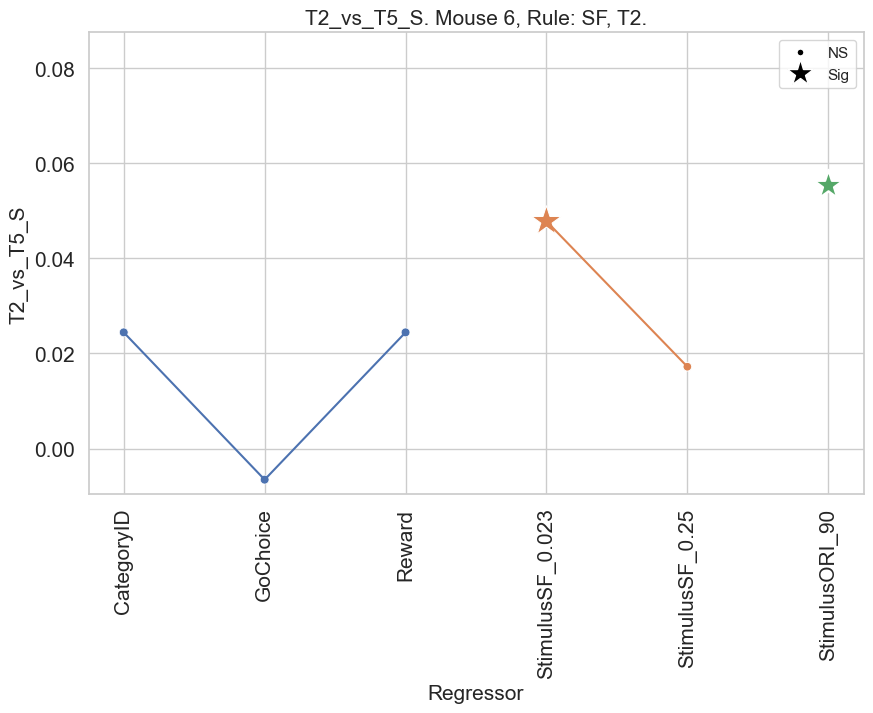 T2_vs_T5_S. Mouse 6, Rule: SF, T2.
NS
Sig
0.08
0.06
0.04
0.02
0.00
T2_vs_T5_S
CategoryID
GoChoice
Reward
StimulusSF_0.023
StimulusSF_0.25
StimulusORI_90
Regressor